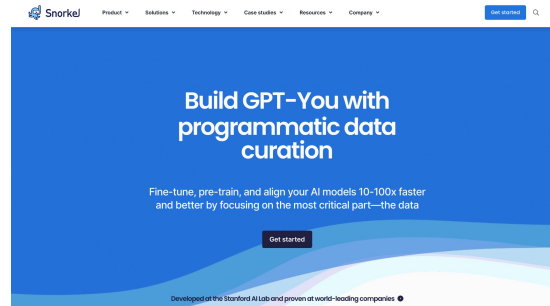 Snorkel
Product Solutions Technology Case studies Resources Company Get started
Build GPT-You with
programmatic data
curation
Fine-tune, pre-train, and align your AI models 10-100x faster
and better by focusing on the most critical part—the data
Get started
Developed at the Stanford AI Lab and proven at world-leading companies